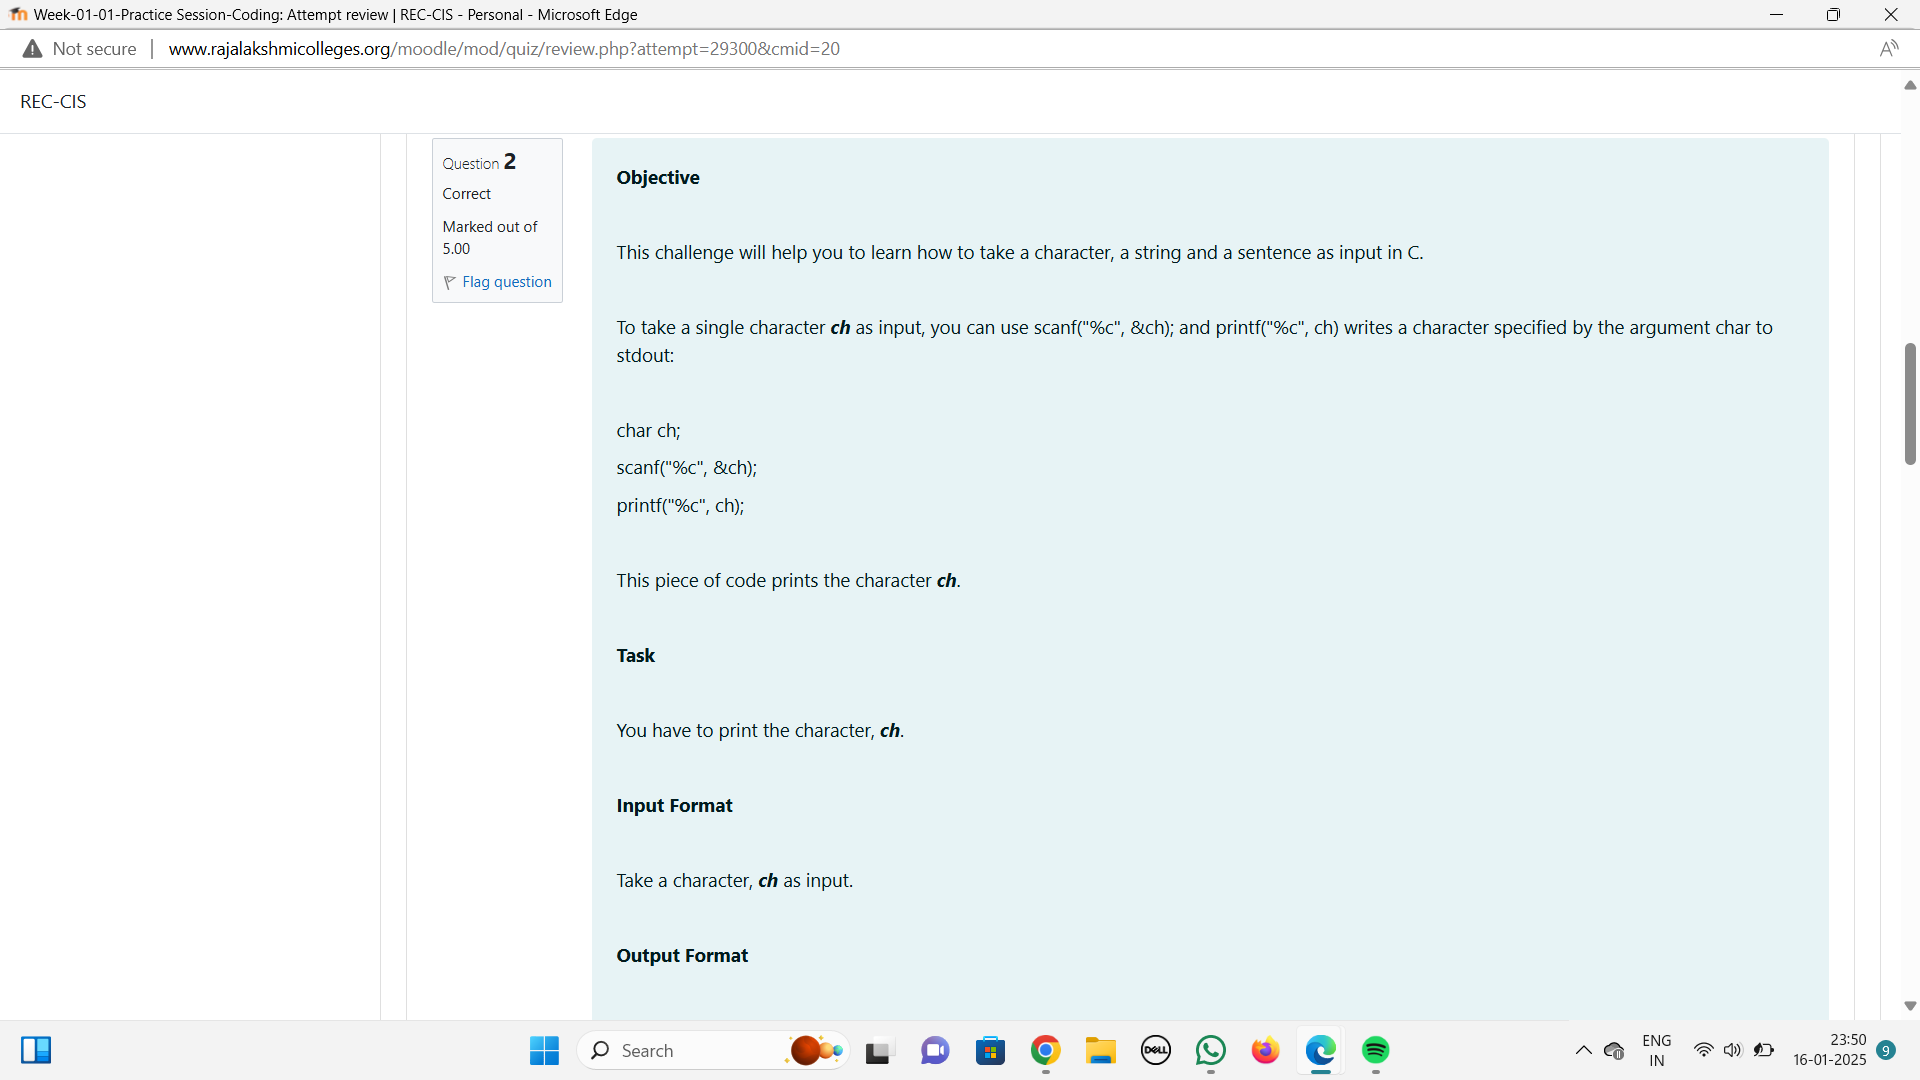 Week-01-01-Practice Session-Coding: Attempt review | REC-CIS - Personal - Microsoft Edge
Not secure | www.rajalakshmicolleges.org/moodle/mod/quiz/review.php?attempt=29300&cmid=20
REC-CIS
Question 2
Correct
Marked out of
5.00
Flag question
Objective
This challenge will help you to learn how to take a character, a string and a sentence as input in C.
To take a single character ch as input, you can use scanf("%c", &ch); and printf("%c", ch) writes a character specified by the argument char to
stdout:
char ch;
scanf("%c", &ch);
printf("%c", ch);
This piece of code prints the character ch.
Task
You have to print the character, ch.
Input Format
Take a character, ch as input.
Output Format
Search
DELL
ENG
IN
23:50
16-01-2025
9